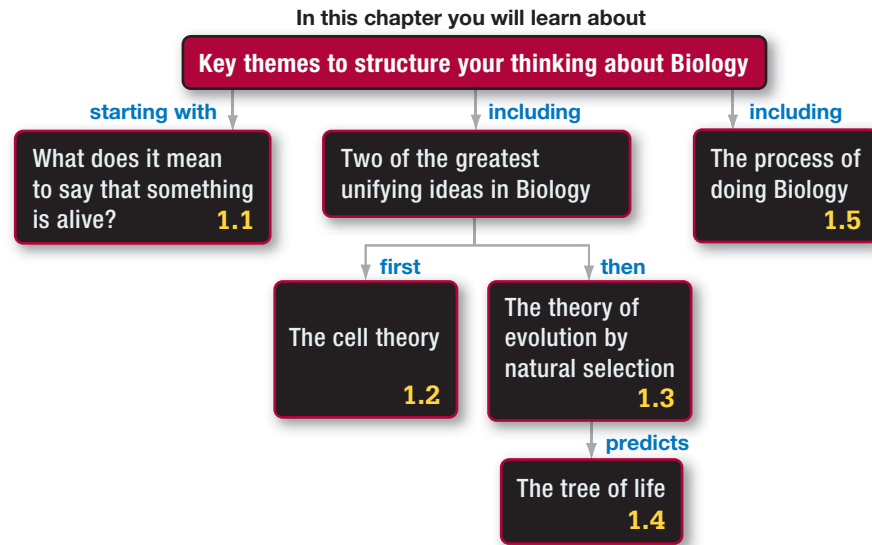 In this chapter you will learn about
Key themes to structure your thinking about Biology
starting with
including
including
What does it mean
to say that something
is alive? 1.1
Two of the greatest
unifying ideas in Biology
The process of
doing Biology
1.5
first
then
The cell theory
1.2
The theory of
evolution by
natural selection
1.3
predicts
The tree of life
1.4